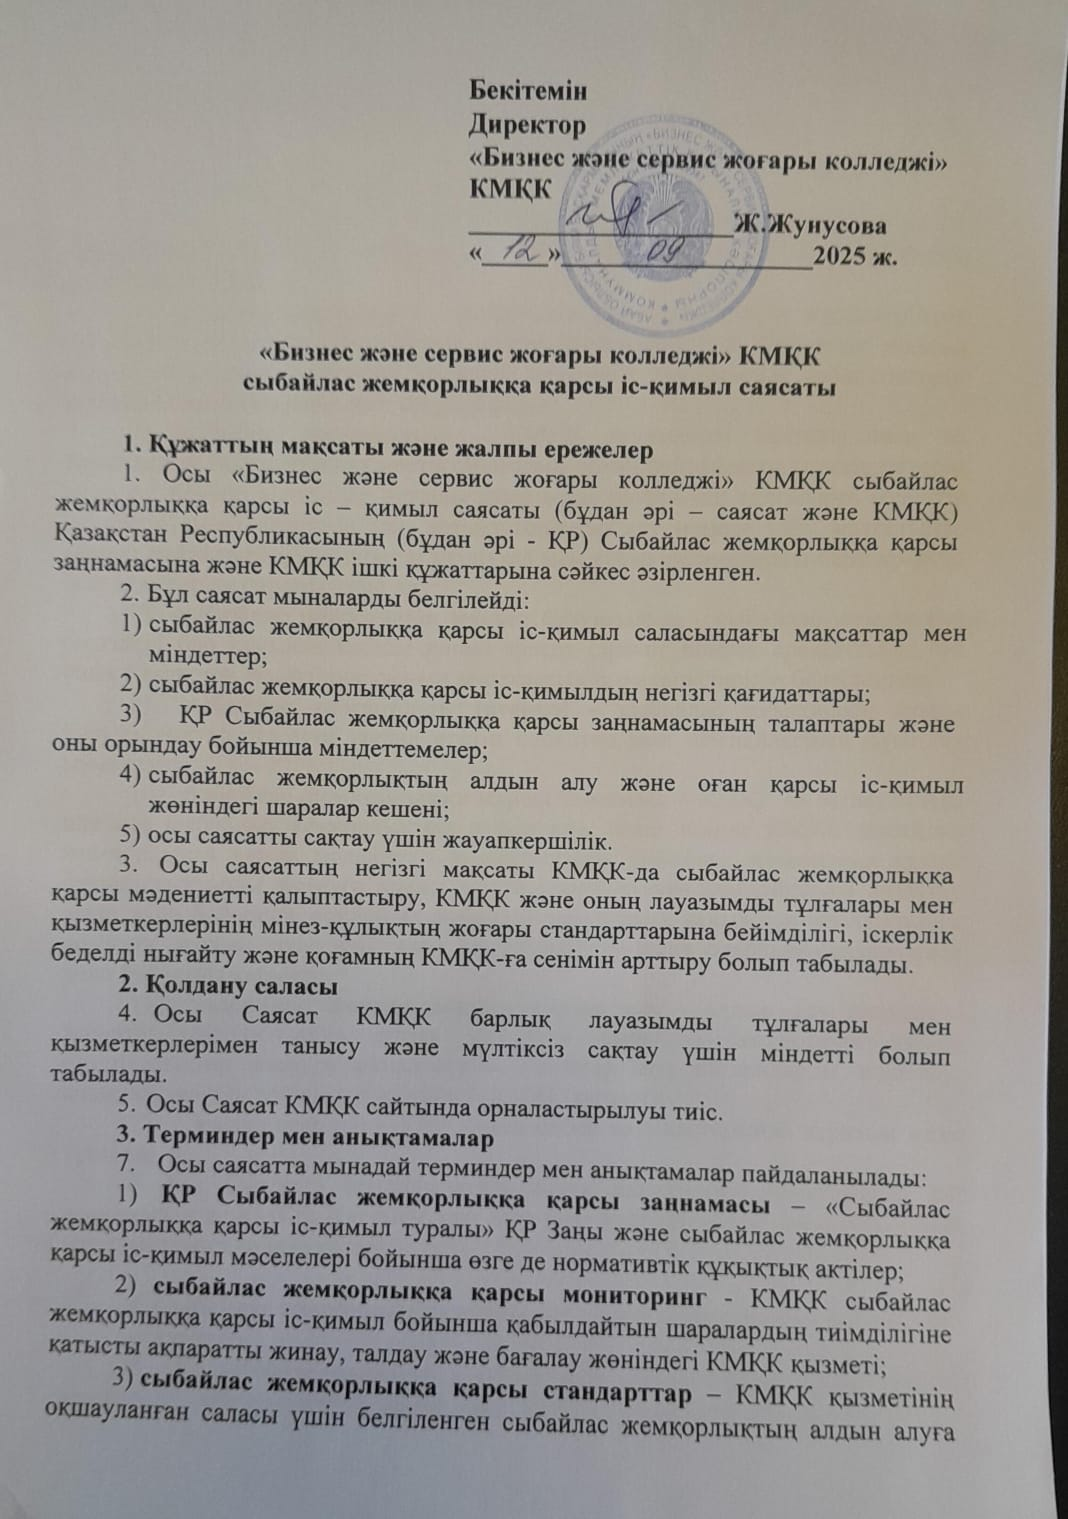 Бекітемін
Директор
«Бизнес және сервис жоғары колледжі»
КМҚК
Ж.Жунусова
«12» 09 2025 ж.
«Бизнес және сервис жоғары колледжі» КМҚК
сыбайлас жемқорлыққа қарсы іс-қимыл саясаты
1. Құжаттың мақсаты және жалпы ережелер
1. Осы «Бизнес және сервис жоғары колледжі» КМҚК сыбайлас
жемқорлыққа қарсы іс – қимыл саясаты (бұдан әрі – саясат және КМҚК)
Қазақстан Республикасының (бұдан әрі - ҚР) Сыбайлас жемқорлыққа қарсы
заңнамасына және КМҚК ішкі құжаттарына сәйкес әзірленген.
2. Бұл саясат мыналарды белгілейді:
1) сыбайлас жемқорлыққа қарсы іс-қимыл саласындағы мақсаттар мен
міндеттер;
2) сыбайлас жемқорлыққа қарсы іс-қимылдың негізгі қағидаттары;
3) ҚР Сыбайлас жемқорлыққа қарсы заңнамасының талаптары және
оны орындау бойынша міндеттемелер;
4) сыбайлас жемқорлықтың алдын алу және оған қарсы іс-қимыл
жөніндегі шаралар кешені;
5) осы саясатты сақтау үшін жауапкершілік.
3. Осы саясаттың негізгі мақсаты КМҚК-да сыбайлас жемқорлыққа
қарсы мәдениетті қалыптастыру, КМҚК және оның лауазымды тұлғалары мен
қызметкерлерінің мінез-құлықтың жоғары стандарттарына бейімділігі, іскерлік
беделді нығайту және қоғамның КМҚК-ға сенімін арттыру болып табылады.
2. Қолдану саласы
4. Осы Саясат КМҚК барлық лауазымды тұлғалары мен
қызметкерлерімен танысу және мүлтіксіз сақтау үшін міндетті болып
табылады.
5. Осы Саясат КМҚК сайтында орналастырылуы тиіс.
3. Терминдер мен анықтамалар
7. Осы саясатта мынадай терминдер мен анықтамалар пайдаланылады:
1) ҚР Сыбайлас жемқорлыққа қарсы заңнамасы – «Сыбайлас
жемқорлыққа қарсы іс-қимыл туралы» ҚР Заңы және сыбайлас жемқорлыққа
қарсы іс-қимыл мәселелері бойынша өзге де нормативтік құқықтық актілер;
2) сыбайлас жемқорлыққа қарсы мониторинг - КМҚК сыбайлас
жемқорлыққа қарсы іс-қимыл бойынша қабылдайтын шаралардың тиімділігіне
қатысты ақпаратты жинау, талдау және бағалау жөніндегі КМҚК қызметі;
3) сыбайлас жемқорлыққа қарсы стандарттар – КМҚК қызметінің
оқшауланған саласы үшін белгіленген сыбайлас жемқорлықтың алдын алуға